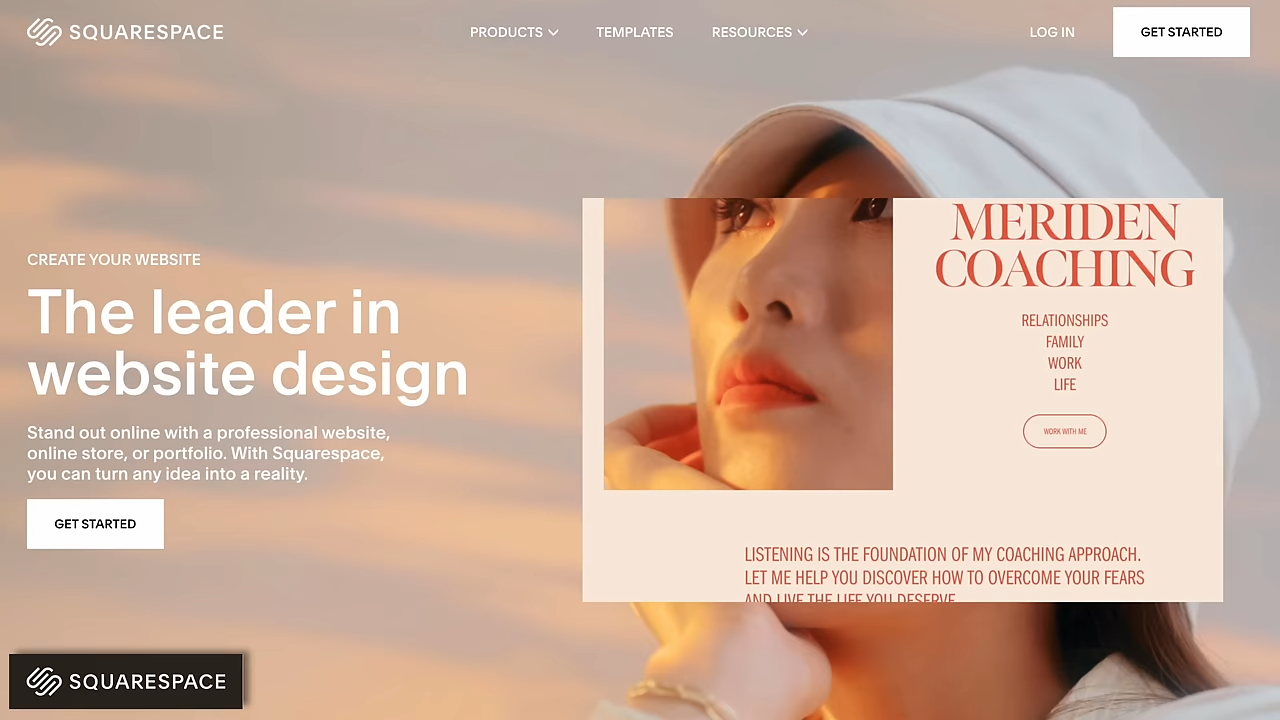 SQUARESPACE
PRODUCTS
TEMPLATES
RESOURCES
LOG IN
GET STARTED
CREATE YOUR WEBSITE
The leader in
website design
Stand out online with a professional website,
online store, or portfolio. With Squarespace,
you can turn any idea into a reality.
GET STARTED
MERIDEN
COACHING
RELATIONSHIPS
FAMILY
WORK
LIFE
WORK WITH ME
LISTENING IS THE FOUNDATION OF MY COACHING APPROACH.
LET ME HELP YOU DISCOVER HOW TO OVERCOME YOUR FEARS
AND LIVE THE LIFE YOU DESERVE
SQUARESPACE